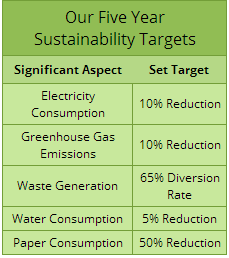 Our Five Year
Sustainability Targets
Significant Aspect Set Target
Electricity
Consumption 10% Reduction
Greenhouse Gas
Emissions 10% Reduction
Waste Generation 65% Diversion
Rate
Water Consumption 5% Reduction
Paper Consumption 50% Reduction